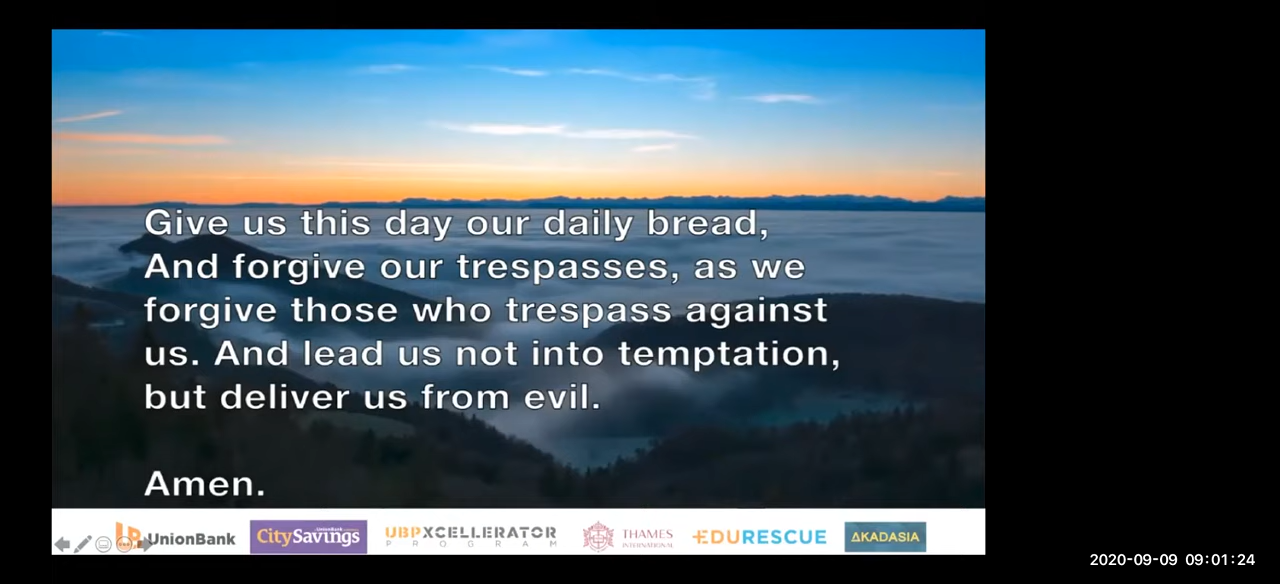 Give us this day our daily bread,
And forgive our trespasses, as we
forgive those who trespass against
us. And lead us not into temptation,
but deliver us from evil.
Amen.
UnionBank
UNIONBANK
CitySavings
UBPXCELLERATOR
PROGRAM
THAMES
INTERNATIONAL
EDURESCUE
AKADASIA
2020-09-09 09:01:24